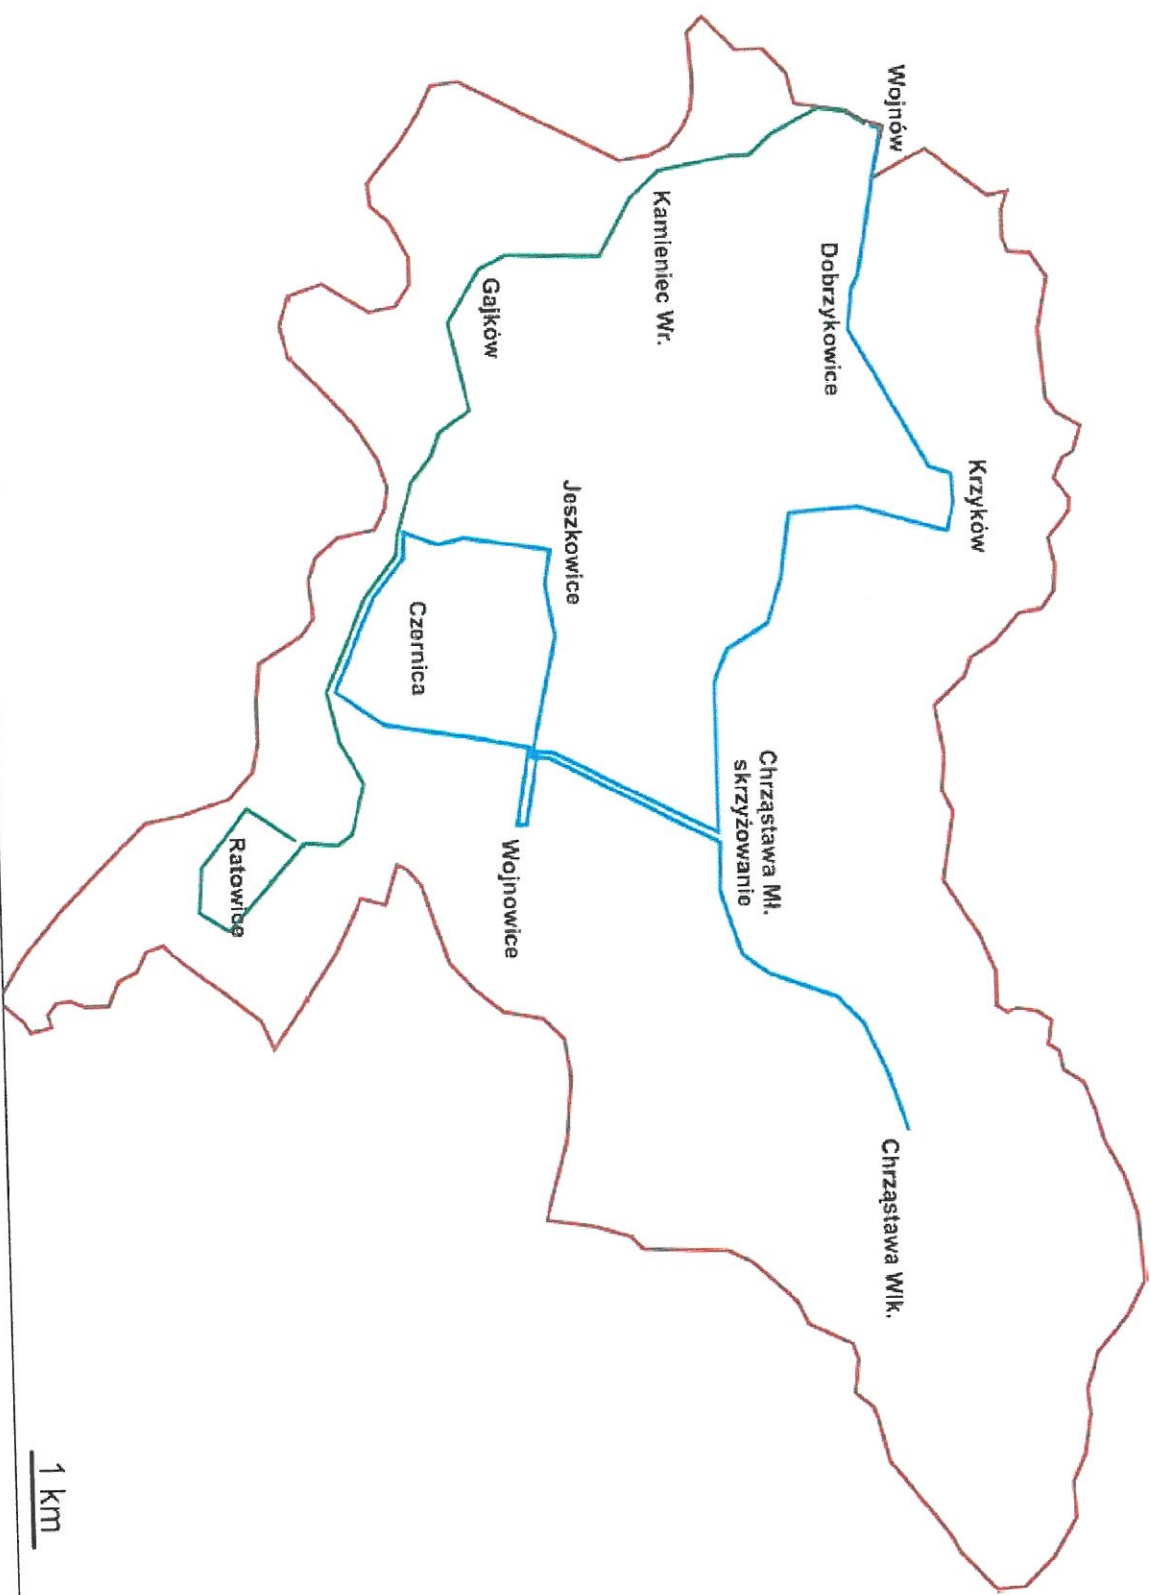 Wojnów
Dobrzykowice
Krzyków
Kamieniec Wr.
Gajków
Jeszkowice
Czernica
Chrząstawa Mł.
skrzyżowanie
Wojnowice
Ratowice
Chrząstawa Wlk.
1 km